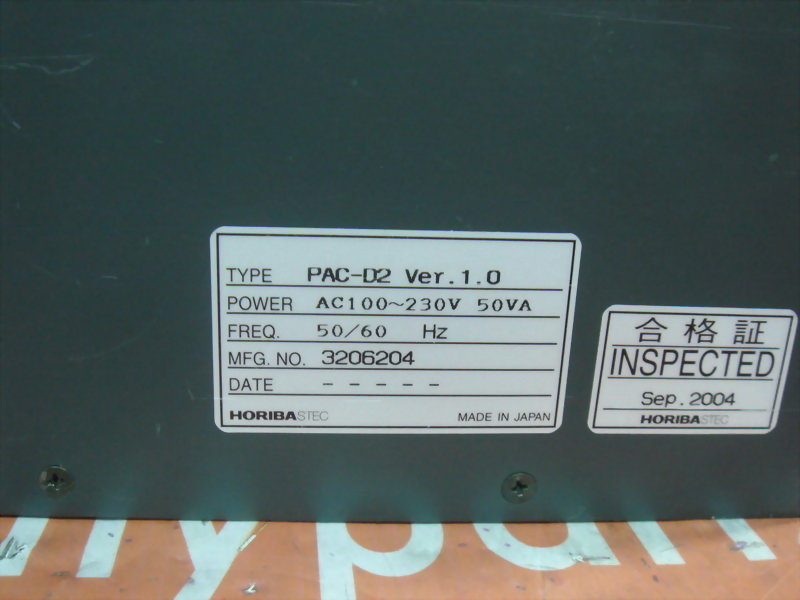 TYPE PAC-D2 Ver.1.0
POWER AC100~230V 50VA
FREQ. 50/60 Hz
MFG. NO. 3206204
DATE - - - - -
HORIBASTEC MADE IN JAPAN
合格証
INSPECTED
Sep. 2004
HORIBASTEC